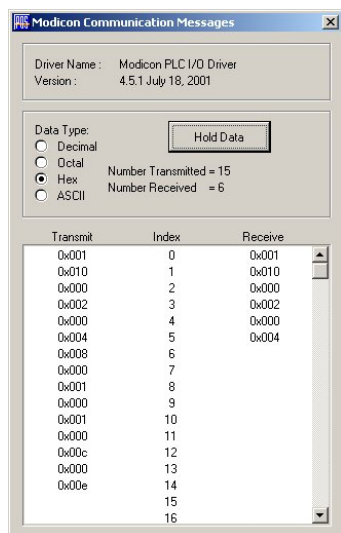 Modicon Communication Messages
Driver Name : Modicon PLC I/O Driver
Version : 4.5.1 July 18, 2001
Data Type:
Decimal
Octal
Hex
ASCII
Hold Data
Number Transmitted = 15
Number Received = 6
Transmit Index Receive
0x001 0 0x001
0x010 1 0x010
0x000 2 0x000
0x002 3 0x002
0x000 4 0x000
0x004 5 0x004
0x008 6
0x000 7
0x001 8
0x000 9
0x001 10
0x000 11
0x00c 12
0x000 13
0x00e 14
15
16